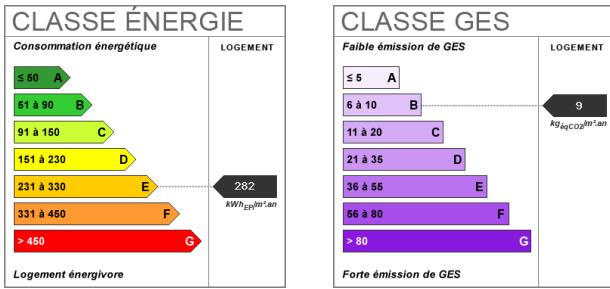 CLASSE ÉNERGIE
Consommation énergétique
LOGEMENT
≤ 50 A
51 à 90 B
91 à 150 C
151 à 230 D
231 à 330 E
282
kWhEP/m².an
331 à 450 F
> 450 G
Logement énergivore
CLASSE GES
Faible émission de GES
LOGEMENT
≤ 5 A
6 à 10 B
9
kgéqCO2/m².an
11 à 20 C
21 à 35 D
36 à 55 E
56 à 80 F
> 80 G
Forte émission de GES